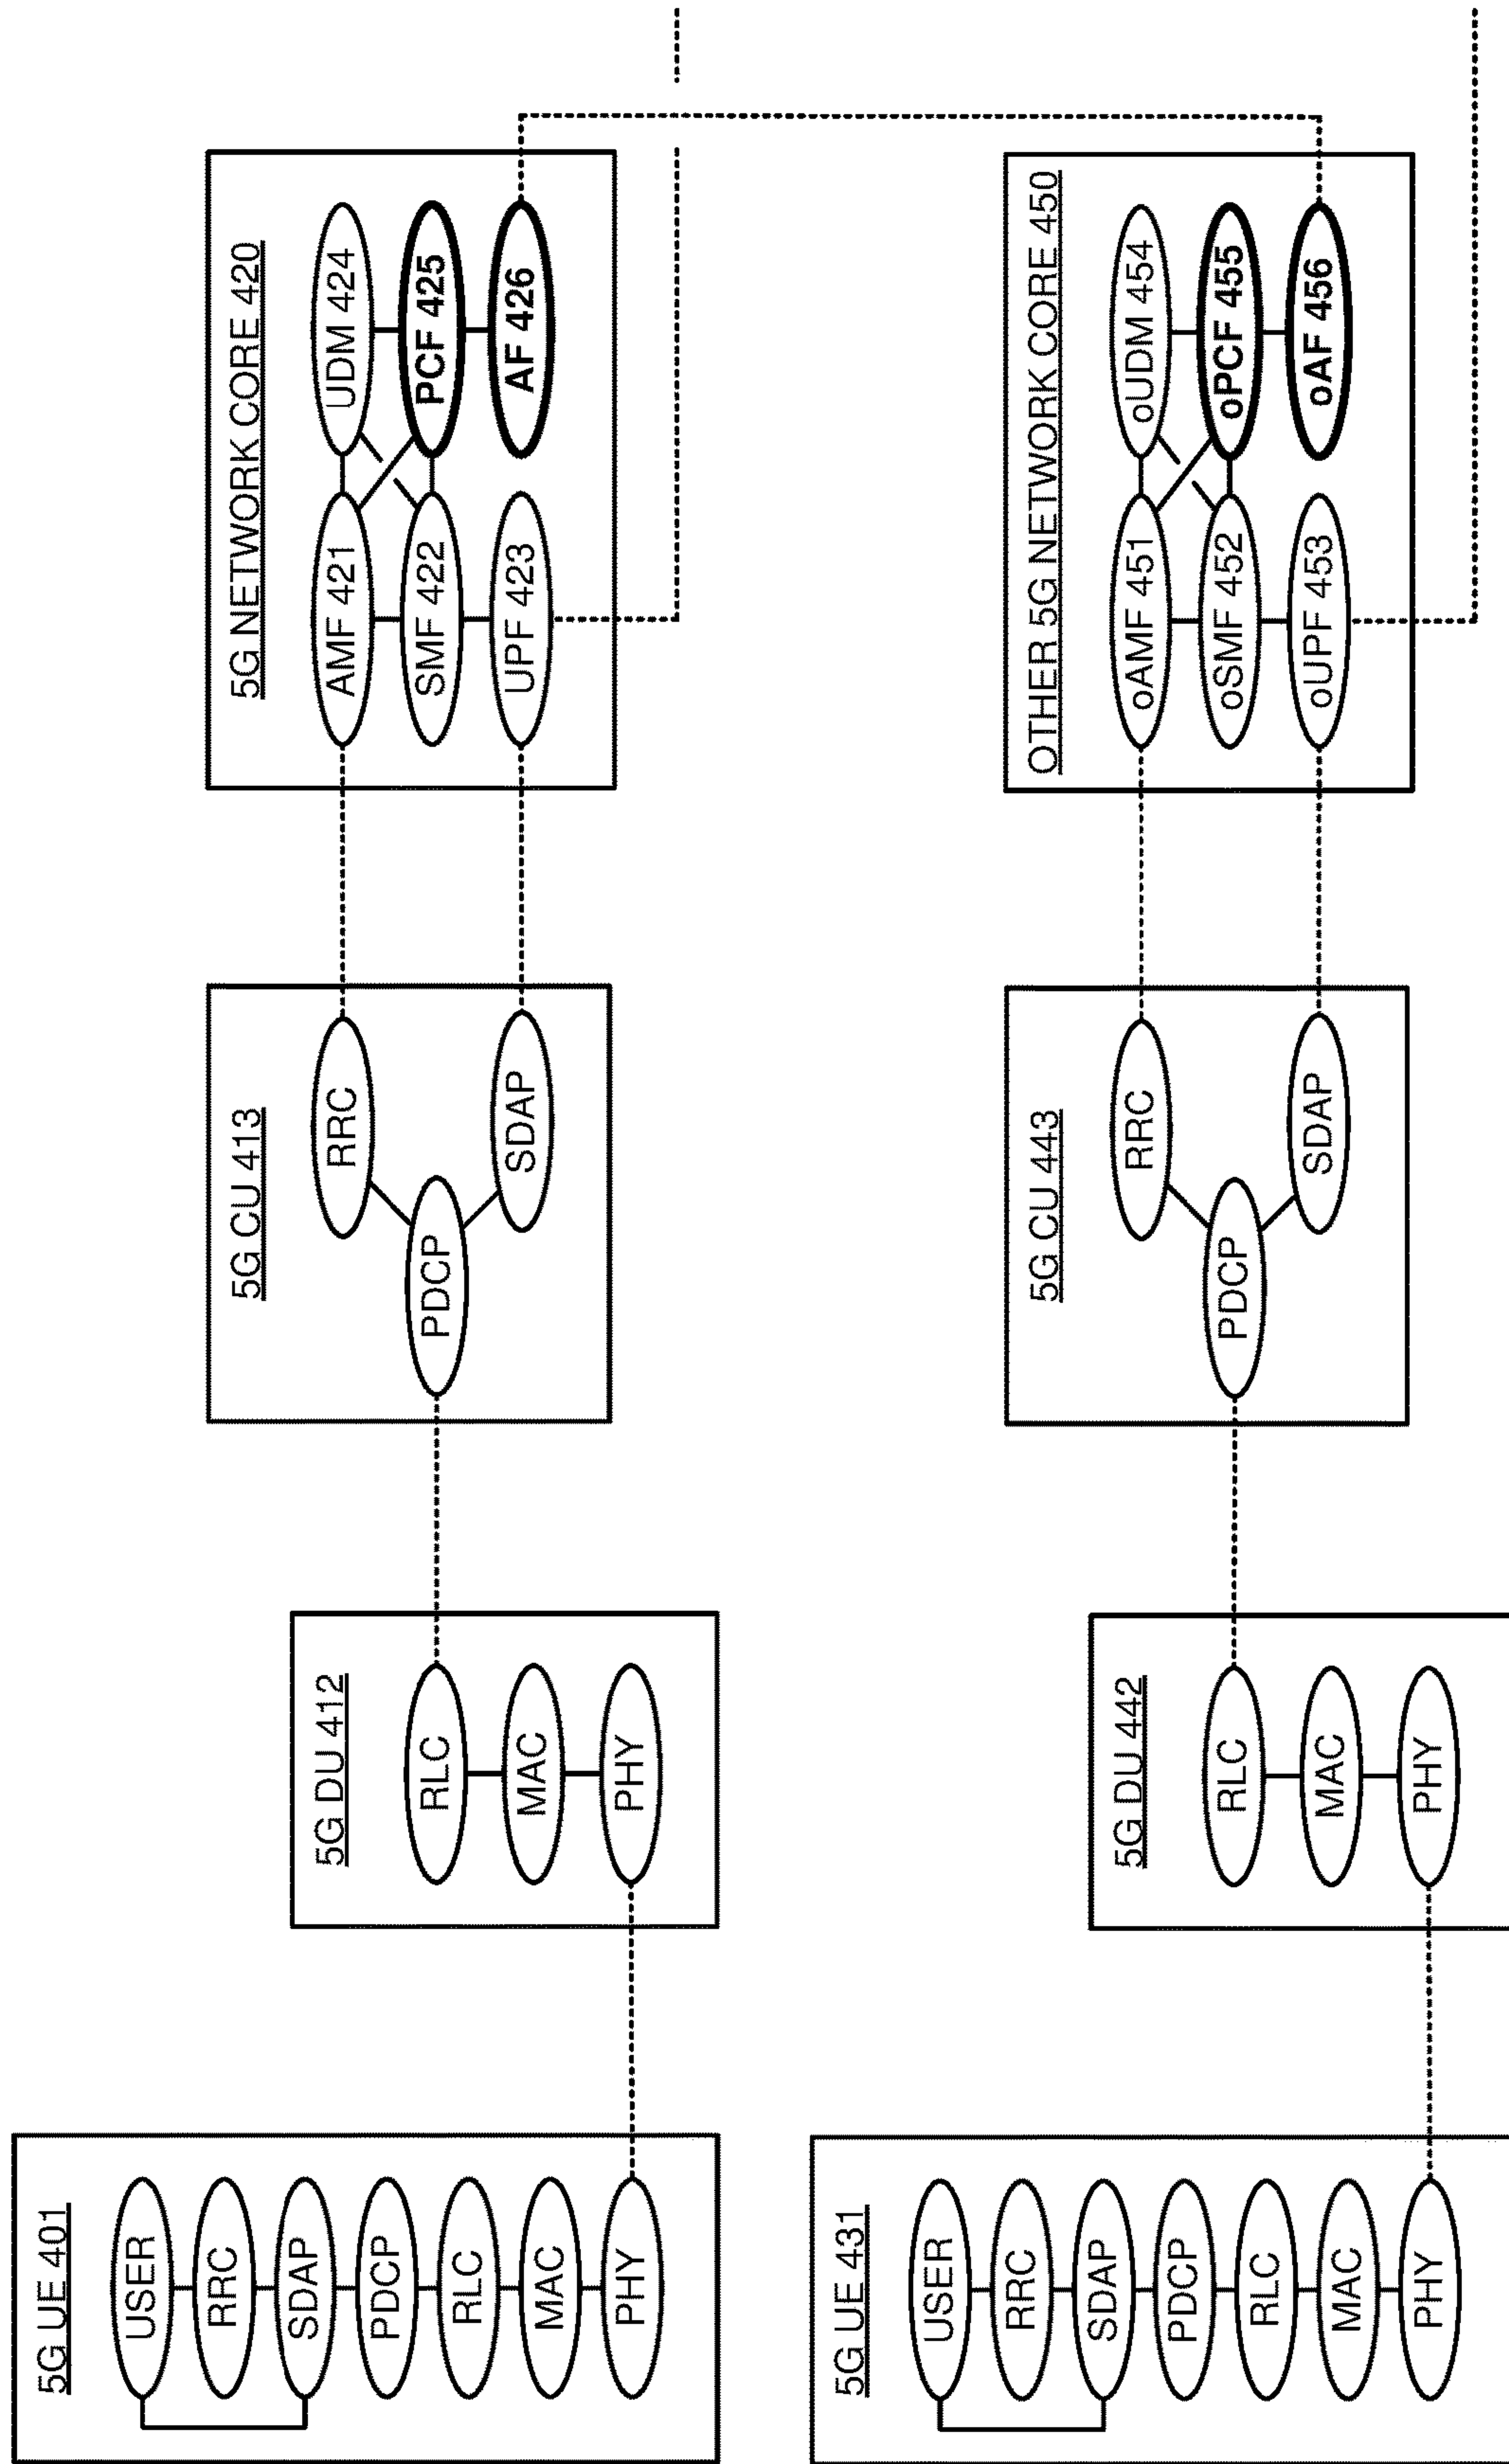 5G UE 401
USER
RRC
SDAP
PDCP
RLC
MAC
PHY
5G DU 412
RLC
MAC
PHY
5G CU 413
RRC
PDCP
SDAP
5G NETWORK CORE 420
AMF 421
UDM 424
SMF 422
PCF 425
UPF 423
AF 426
5G UE 431
USER
RRC
SDAP
PDCP
RLC
MAC
PHY
5G DU 442
RLC
MAC
PHY
5G CU 443
RRC
PDCP
SDAP
OTHER 5G NETWORK CORE 450
oAMF 451
oUDM 454
oSMF 452
oPCF 455
oUPF 453
oAF 456